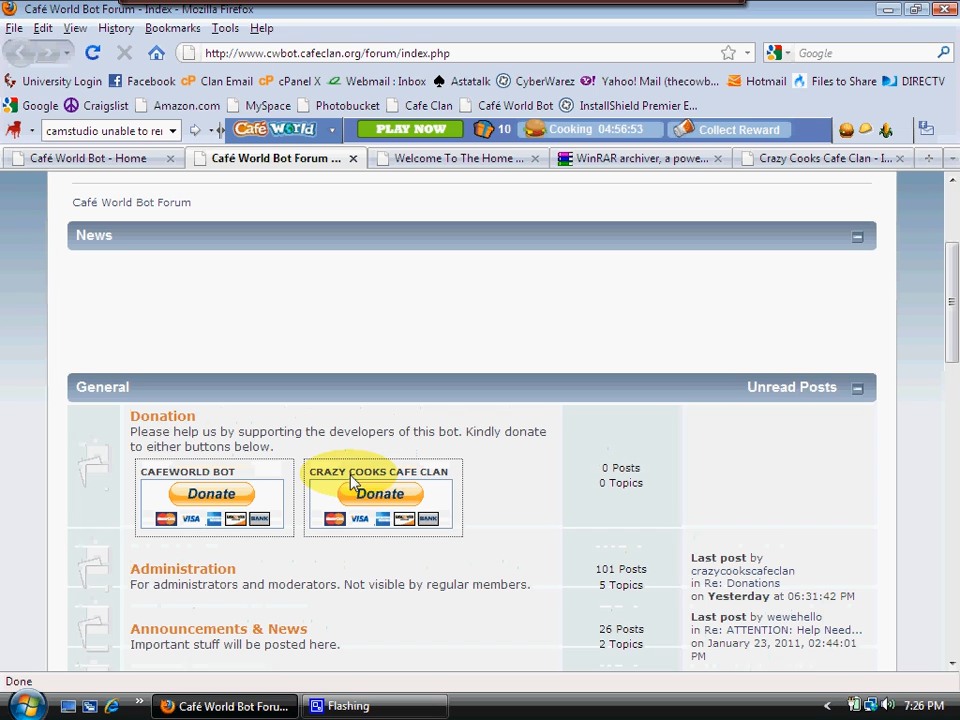 Café World Bot Forum - Index - Mozilla Firefox
File Edit View History Bookmarks Tools Help
http://www.cwbot.cafeclan.org/forum/index.php
Google
University Login Facebook Clan Email cPanel X Webmail : Inbox Astatalk CyberWarez Yahoo! Mail (thecowb... Hotmail Files to Share DIRECTV
Google Craigslist Amazon.com MySpace Photobucket Cafe Clan Café World Bot InstallShield Premier E...
camstudio unable to re Café World PLAY NOW 10 Cooking 04:56:53 Collect Reward
Café World Bot - Home Café World Bot Forum ... Welcome To The Home ... WinRAR archiver, a powe... Crazy Cooks Cafe Clan - I...
Café World Bot Forum
News
General Unread Posts
Donation
Please help us by supporting the developers of this bot. Kindly donate
to either buttons below.
CAFEWORLD BOT CRAZY COOKS CAFE CLAN
Donate Donate
VISA BANK VISA BANK
0 Posts
0 Topics
Administration
For administrators and moderators. Not visible by regular members.
101 Posts
5 Topics
Last post by
crazycookscafeclan
in Re: Donations
on Yesterday at 06:31:42 PM
Announcements & News
Important stuff will be posted here.
26 Posts
2 Topics
Last post by wewehello
in Re: ATTENTION: Help Need...
on January 23, 2011, 02:44:01
PM
Done
Café World Bot Foru... Flashing 7:26 PM